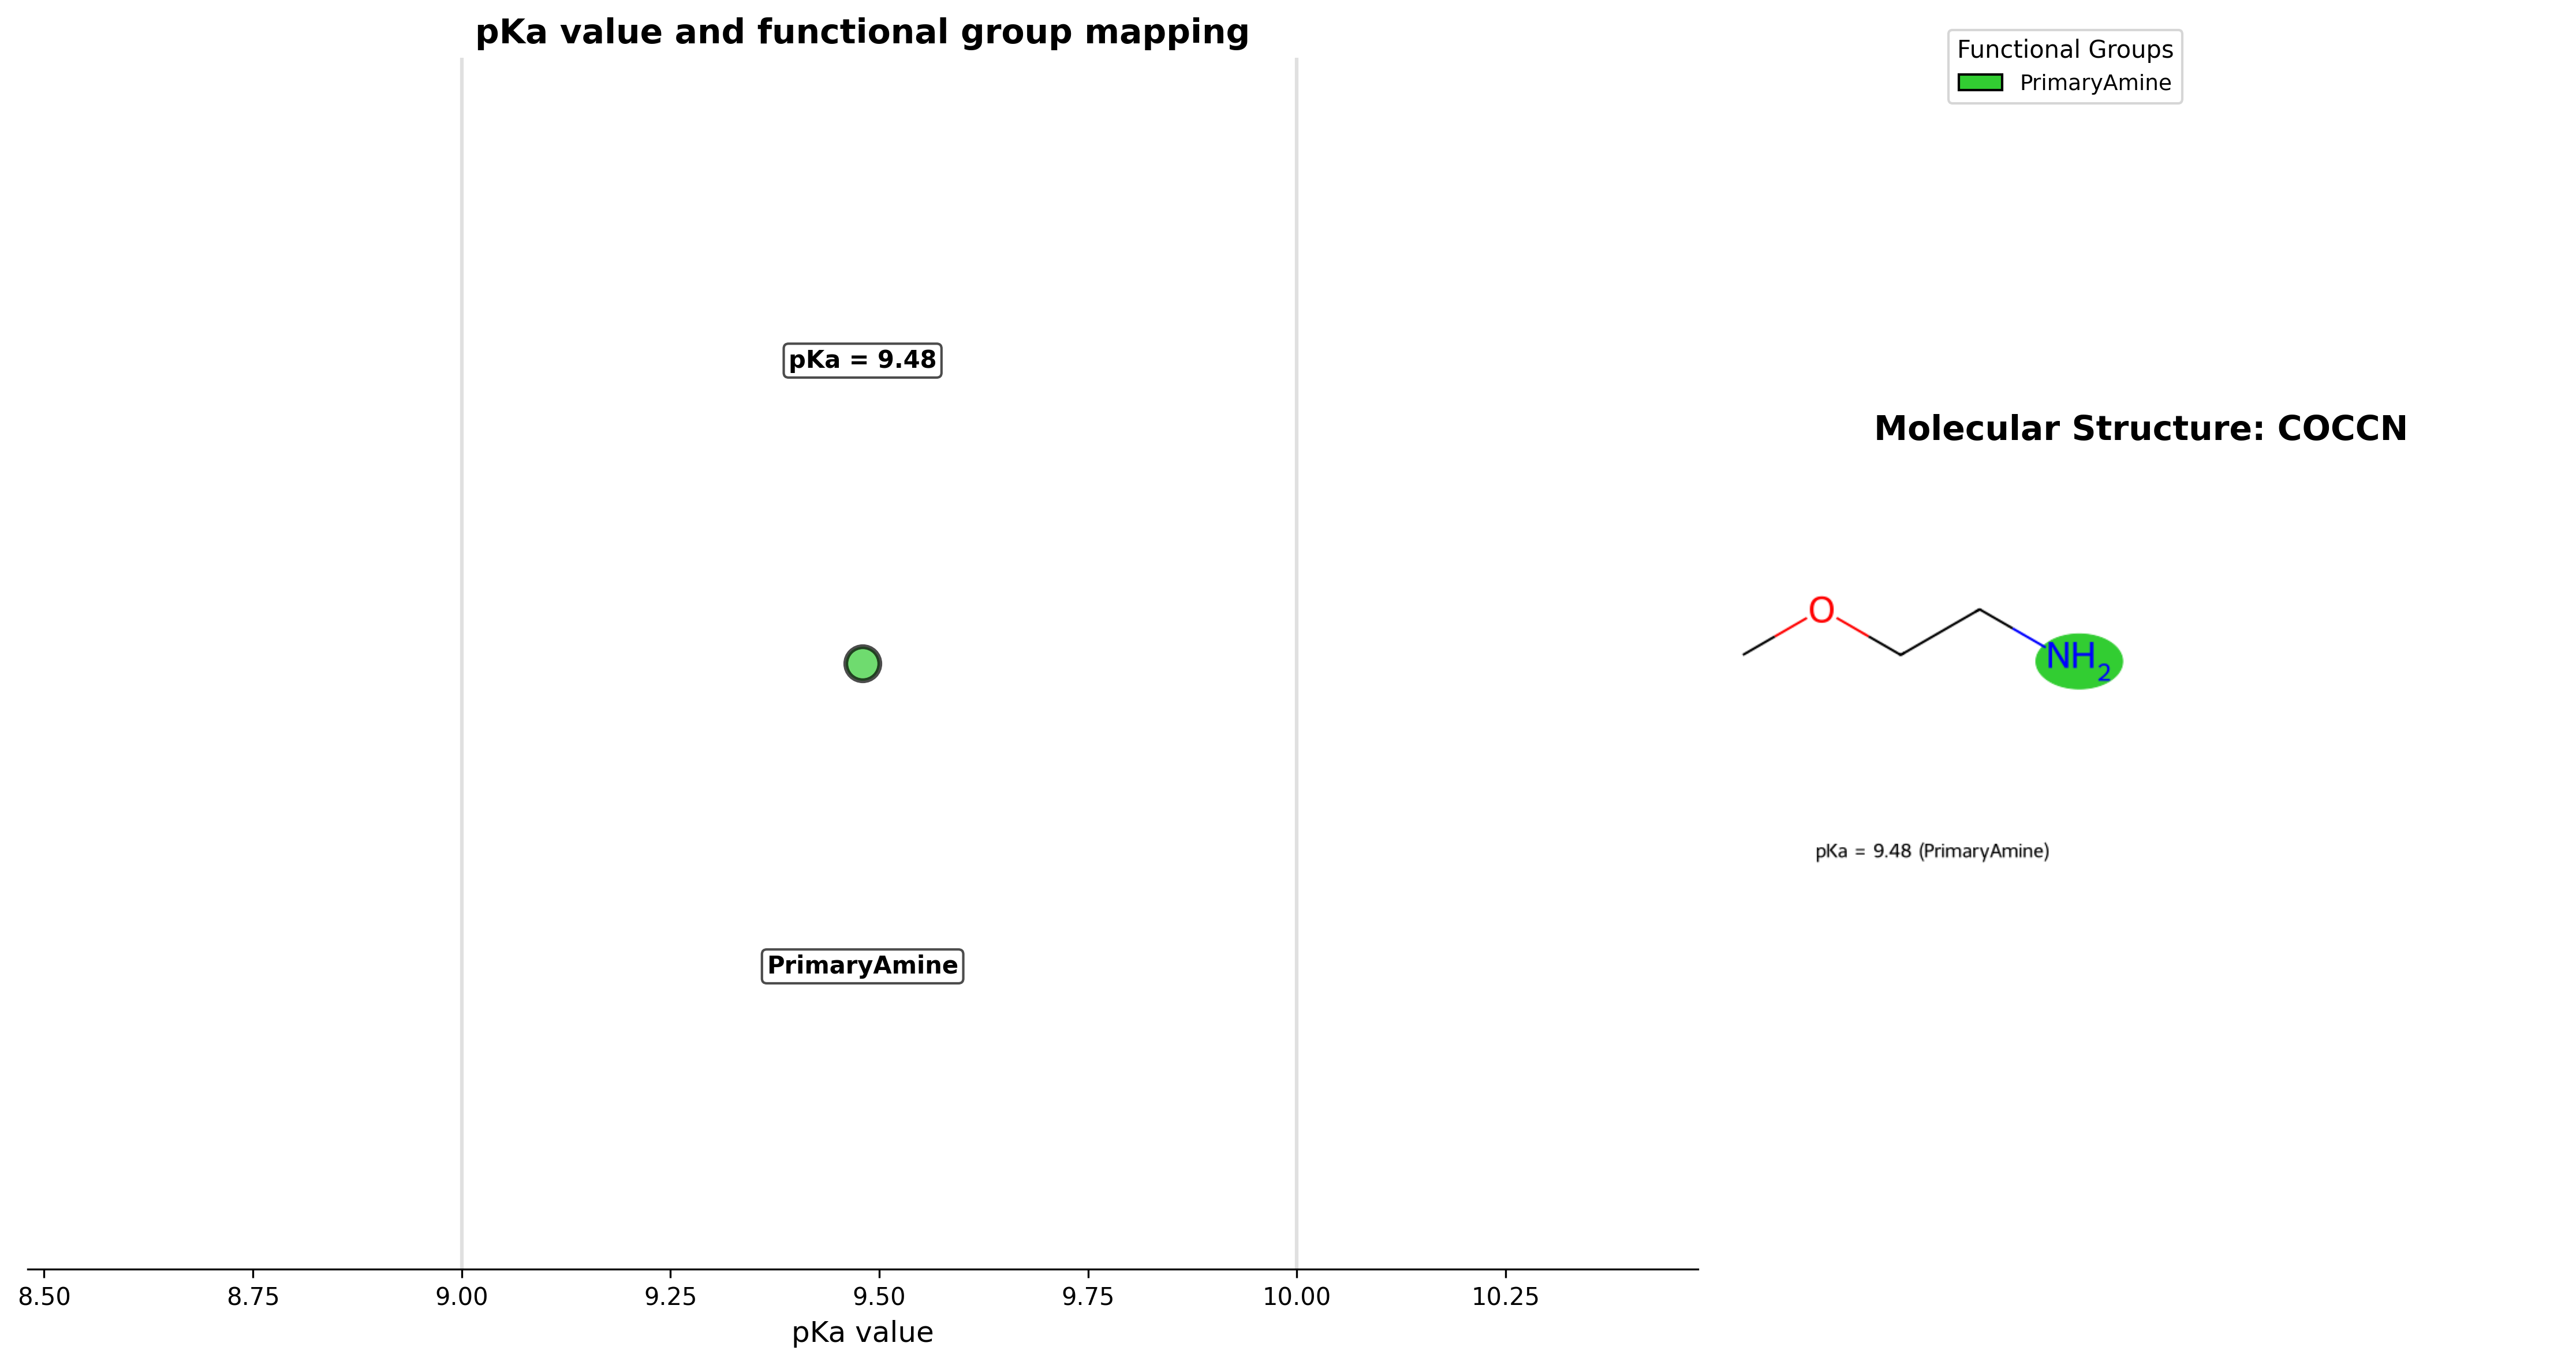 pKa value and functional group mapping
pKa = 9.48
PrimaryAmine
8.50 8.75 9.00 9.25 9.50 9.75 10.00 10.25
pKa value
Functional Groups
PrimaryAmine
Molecular Structure: COCCN
O
NH2
pKa = 9.48 (PrimaryAmine)